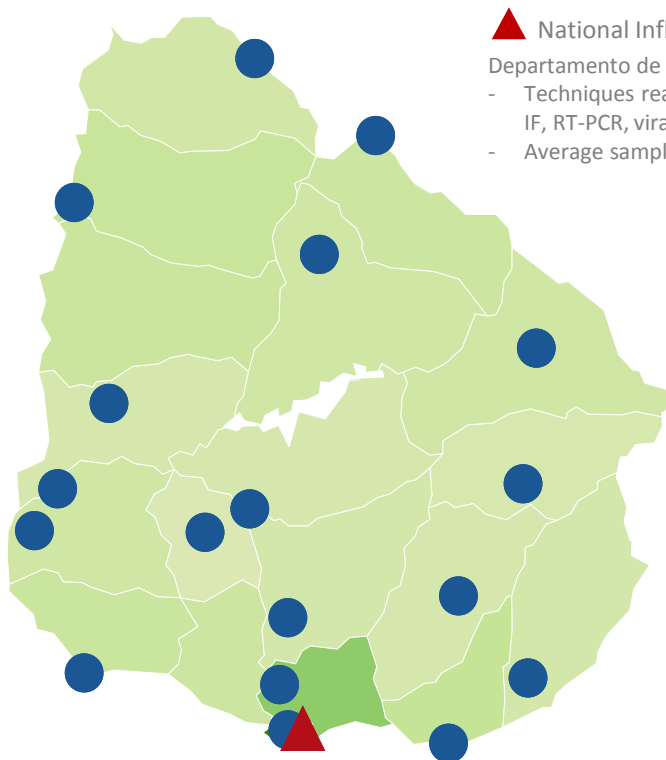 National Infl
Departamento de
- Techniques rea
IF, RT-PCR, vira
- Average sampl